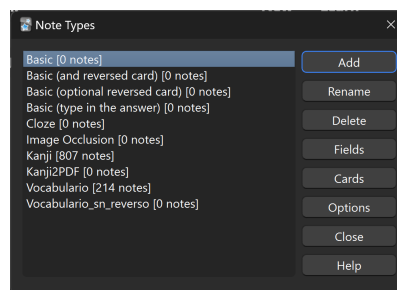 Note Types
Basic [0 notes]
Basic (and reversed card) [0 notes]
Basic (optional reversed card) [0 notes]
Basic (type in the answer) [0 notes]
Cloze [0 notes]
Image Occlusion [0 notes]
Kanji [807 notes]
Kanji2PDF [0 notes]
Vocabulario [214 notes]
Vocabulario_sn_reverso [0 notes]
Add
Rename
Delete
Fields
Cards
Options
Close
Help